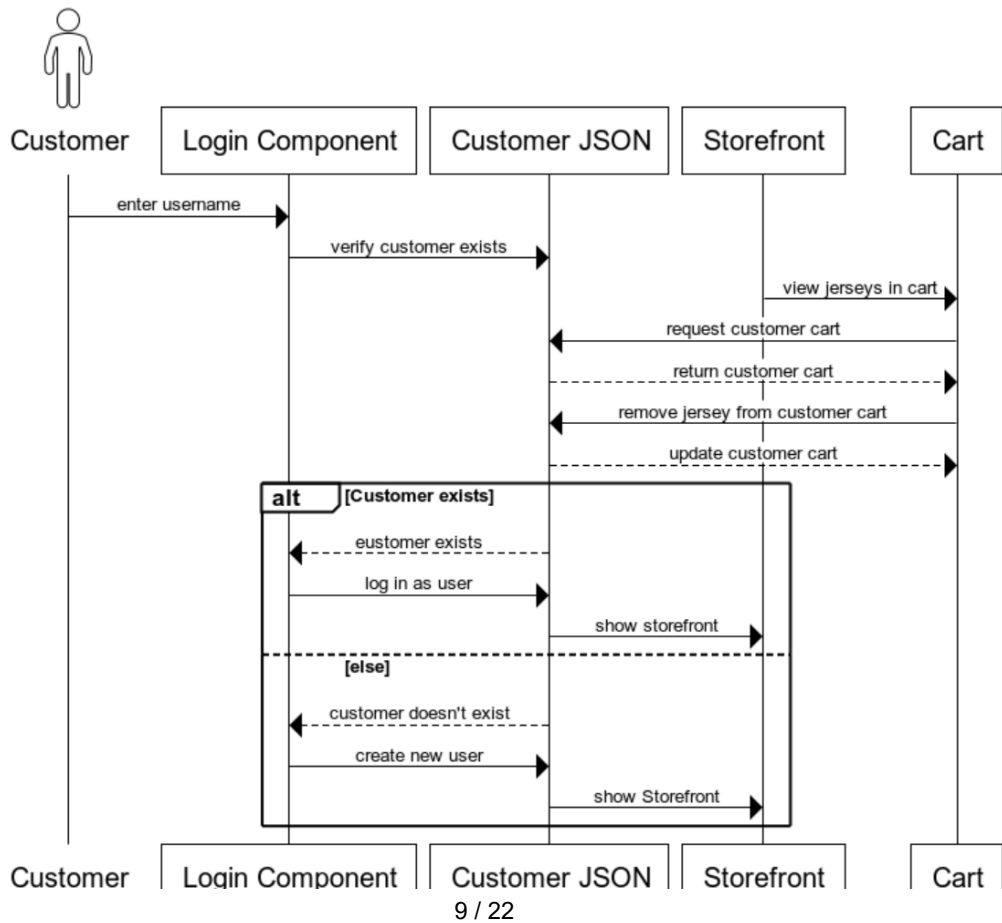 Customer
Login Component
Customer JSON
Storefront
Cart
enter username
verify customer exists
view jerseys in cart
request customer cart
return customer cart
remove jersey from customer cart
update customer cart
alt [Customer exists]
eustomer exists
log in as user
show storefront
[else]
customer doesn't exist
create new user
show Storefront
Customer
Login Component
Customer JSON
Storefront
Cart
9 / 22